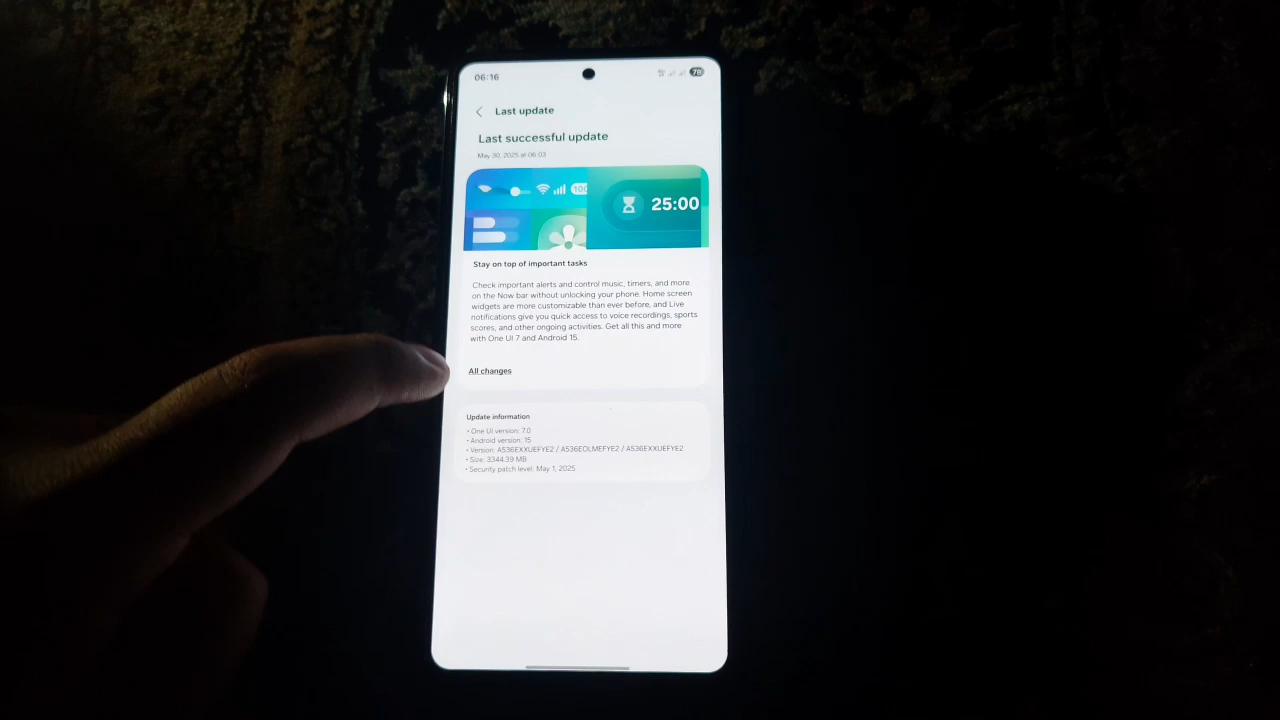 06:16
78
Last update
Last successful update
May 30, 2025 at 06:03
100
25:00
Stay on top of important tasks
Check important alerts and control music, timers, and more
on the Now bar without unlocking your phone. Home screen
widgets are more customizable than ever before, and Live
notifications give you quick access to voice recordings, sports
scores, and other ongoing activities. Get all this and more
with One UI 7 and Android 15.
All changes
Update information
• One UI version: 7.0
• Android version: 15
• Version: A536EXXUEFYE2 / A536EOLMEFYE2 / A536EXXUEFYE2
• Size: 3344.39 MB
• Security patch level: May 1, 2025